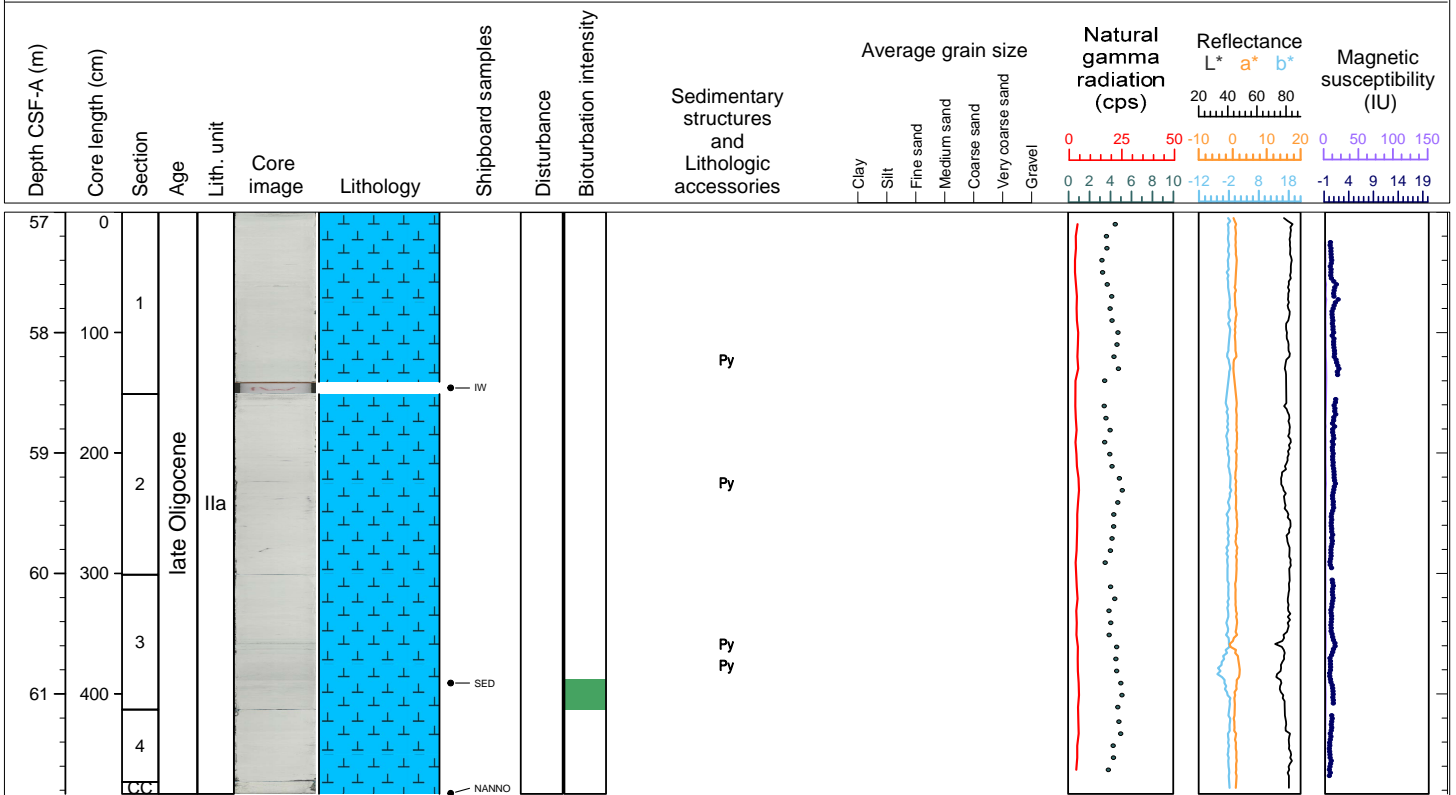 Depth CSF-A (m)
Core length (cm)
Section
Age
Lith. unit
Core
image
Lithology
Shipboard samples
Disturbance
Bioturbation intensity
Sedimentary
structures
and
Lithologic
accessories
Average grain size
Clay
Silt
Fine sand
Medium sand
Coarse sand
Very coarse sand
Gravel
Natural
gamma
radiation
(cps)
0 25 50
0 2 4 6 8 10
Reflectance
L* a* b*
20 40 60 80
-10 0 10 20
-12 -2 8 18
Magnetic
susceptibility
(IU)
0 50 100 150
-1 4 9 14 19
57 0
1
58 100
Py
IW
59 200
2
Py
late Oligocene
IIa
60 300
3
Py
Py
SED
61 400
4
CC
NANNO